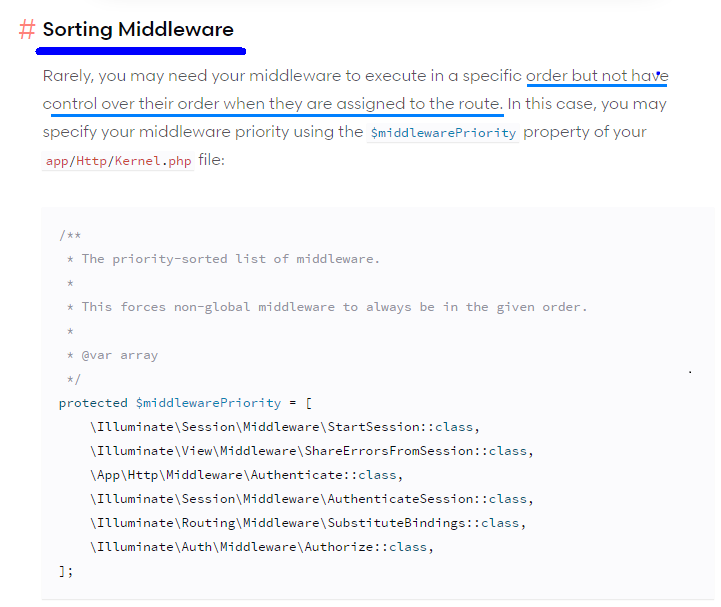 # Sorting Middleware
Rarely, you may need your middleware to execute in a specific order but not have
control over their order when they are assigned to the route. In this case, you may
specify your middleware priority using the $middlewarePriority property of your
app/Http/Kernel.php file:
/**
 * The priority-sorted list of middleware.
 *
 * This forces non-global middleware to always be in the given order.
 *
 * @var array
 */
protected $middlewarePriority = [
    \Illuminate\Session\Middleware\StartSession::class,
    \Illuminate\View\Middleware\ShareErrorsFromSession::class,
    \App\Http\Middleware\Authenticate::class,
    \Illuminate\Session\Middleware\AuthenticateSession::class,
    \Illuminate\Routing\Middleware\SubstituteBindings::class,
    \Illuminate\Auth\Middleware\Authorize::class,
];